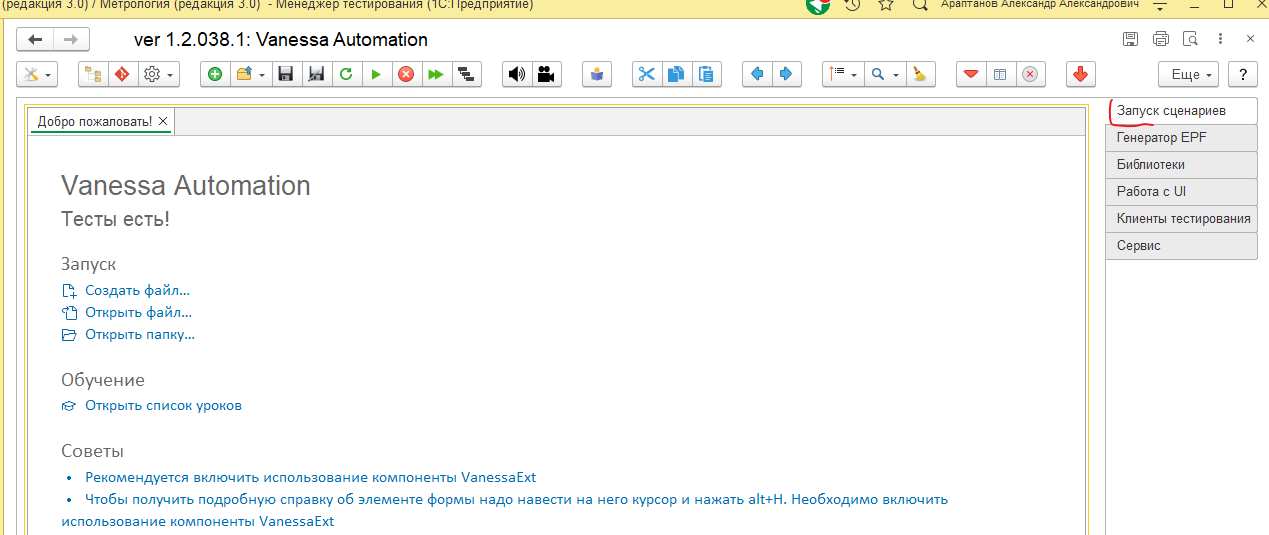 (редакция 3.0) / Метрология (редакция 3.0) - Менеджер тестирования (1С:Предприятие)
Араптанов Александр Александрович
ver 1.2.038.1: Vanessa Automation
Еще
?
Добро пожаловать!
Vanessa Automation
Тесты есть!
Запуск
Создать файл...
Открыть файл...
Открыть папку...
Обучение
Открыть список уроков
Советы
• Рекомендуется включить использование компоненты VanessaExt
• Чтобы получить подробную справку об элементе формы надо навести на него курсор и нажать alt+H. Необходимо включить
использование компоненты VanessaExt
Запуск сценариев
Генератор EPF
Библиотеки
Работа с UI
Клиенты тестирования
Сервис